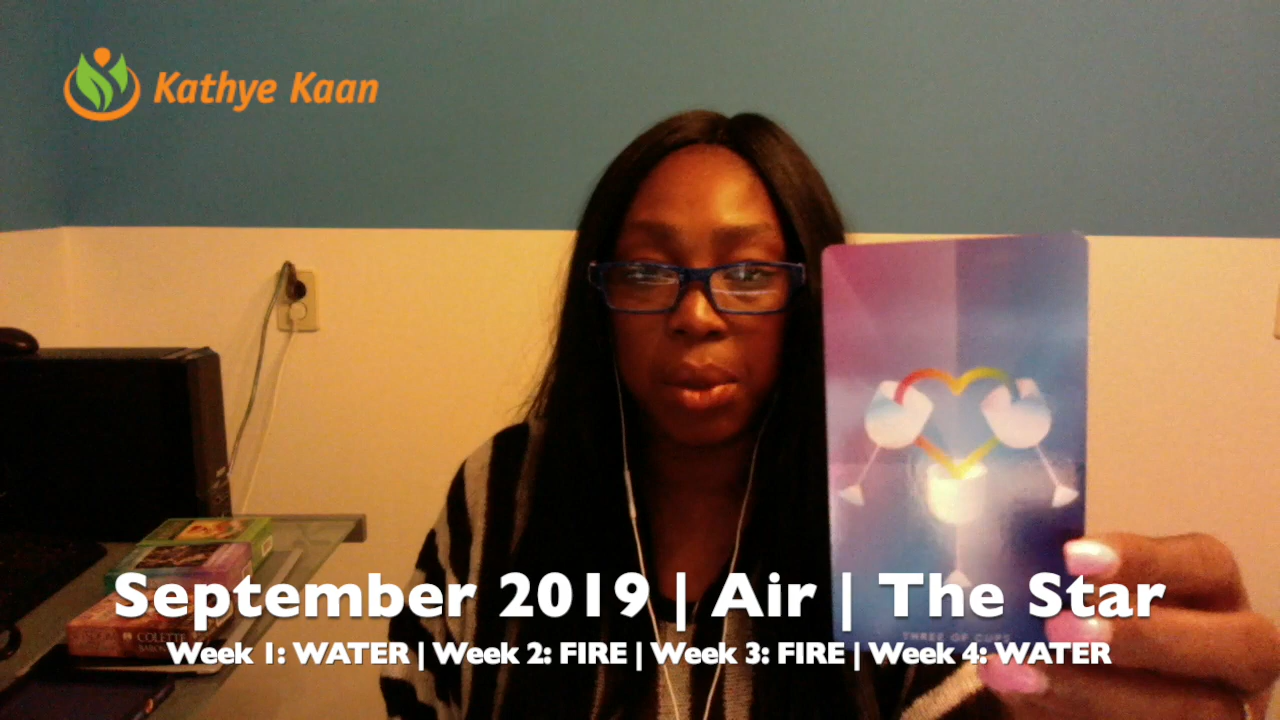 Kathye Kaan
THREE OF CUPS
COLETTE
September 2019 | Air | The Star
Week 1: WATER | Week 2: FIRE | Week 3: FIRE | Week 4: WATER